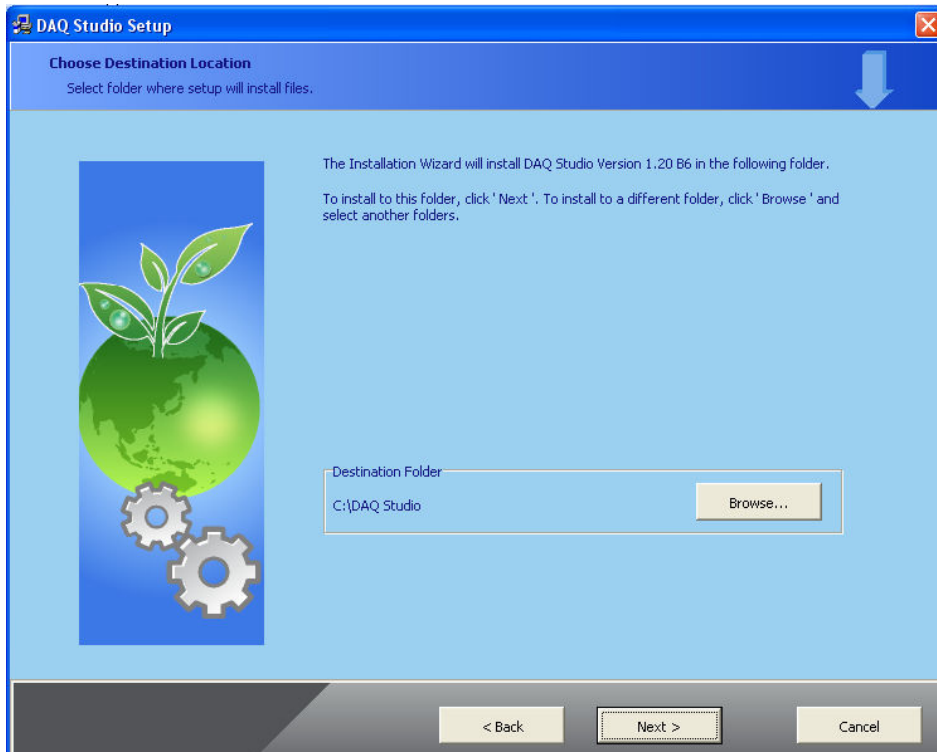 DAQ Studio Setup
Choose Destination Location
Select folder where setup will install files.
The Installation Wizard will install DAQ Studio Version 1.20 B6 in the following folder.
To install to this folder, click ' Next '. To install to a different folder, click ' Browse ' and
select another folders.
Destination Folder
C:\DAQ Studio
Browse...
< Back
Next >
Cancel